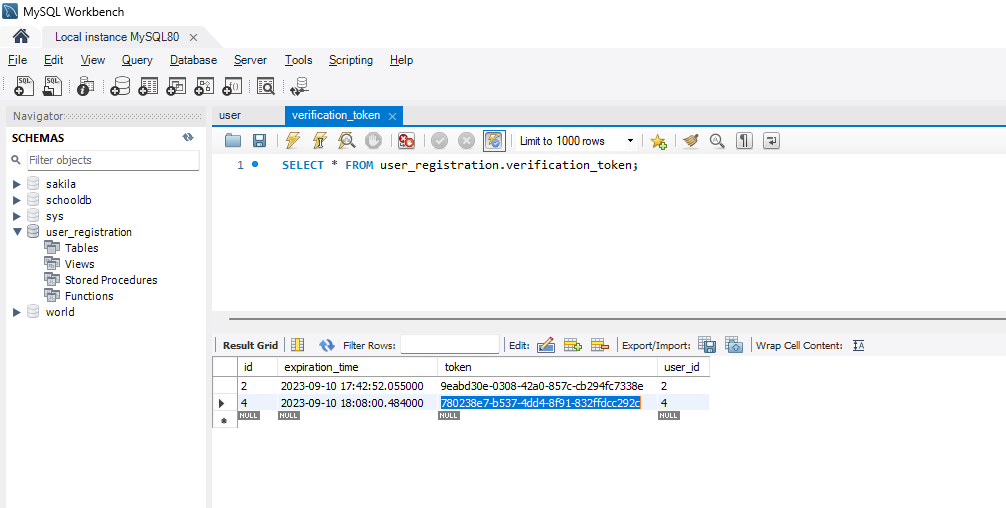 MySQL Workbench
Local instance MySQL80
File Edit View Query Database Server Tools Scripting Help
Navigator
SCHEMAS
Filter objects
sakila
schooldb
sys
user_registration
Tables
Views
Stored Procedures
Functions
world
user verification_token
Limit to 1000 rows
1 SELECT * FROM user_registration.verification_token;
Result Grid Filter Rows: Edit: Export/Import: Wrap Cell Content:
id expiration_time token user_id
2 2023-09-10 17:42:52.055000 9eabd30e-0308-42a0-857c-cb294fc7338e 2
4 2023-09-10 18:08:00.484000 780238e7-b537-4dd4-8f91-832ffdcc292c 4
NULL NULL NULL NULL